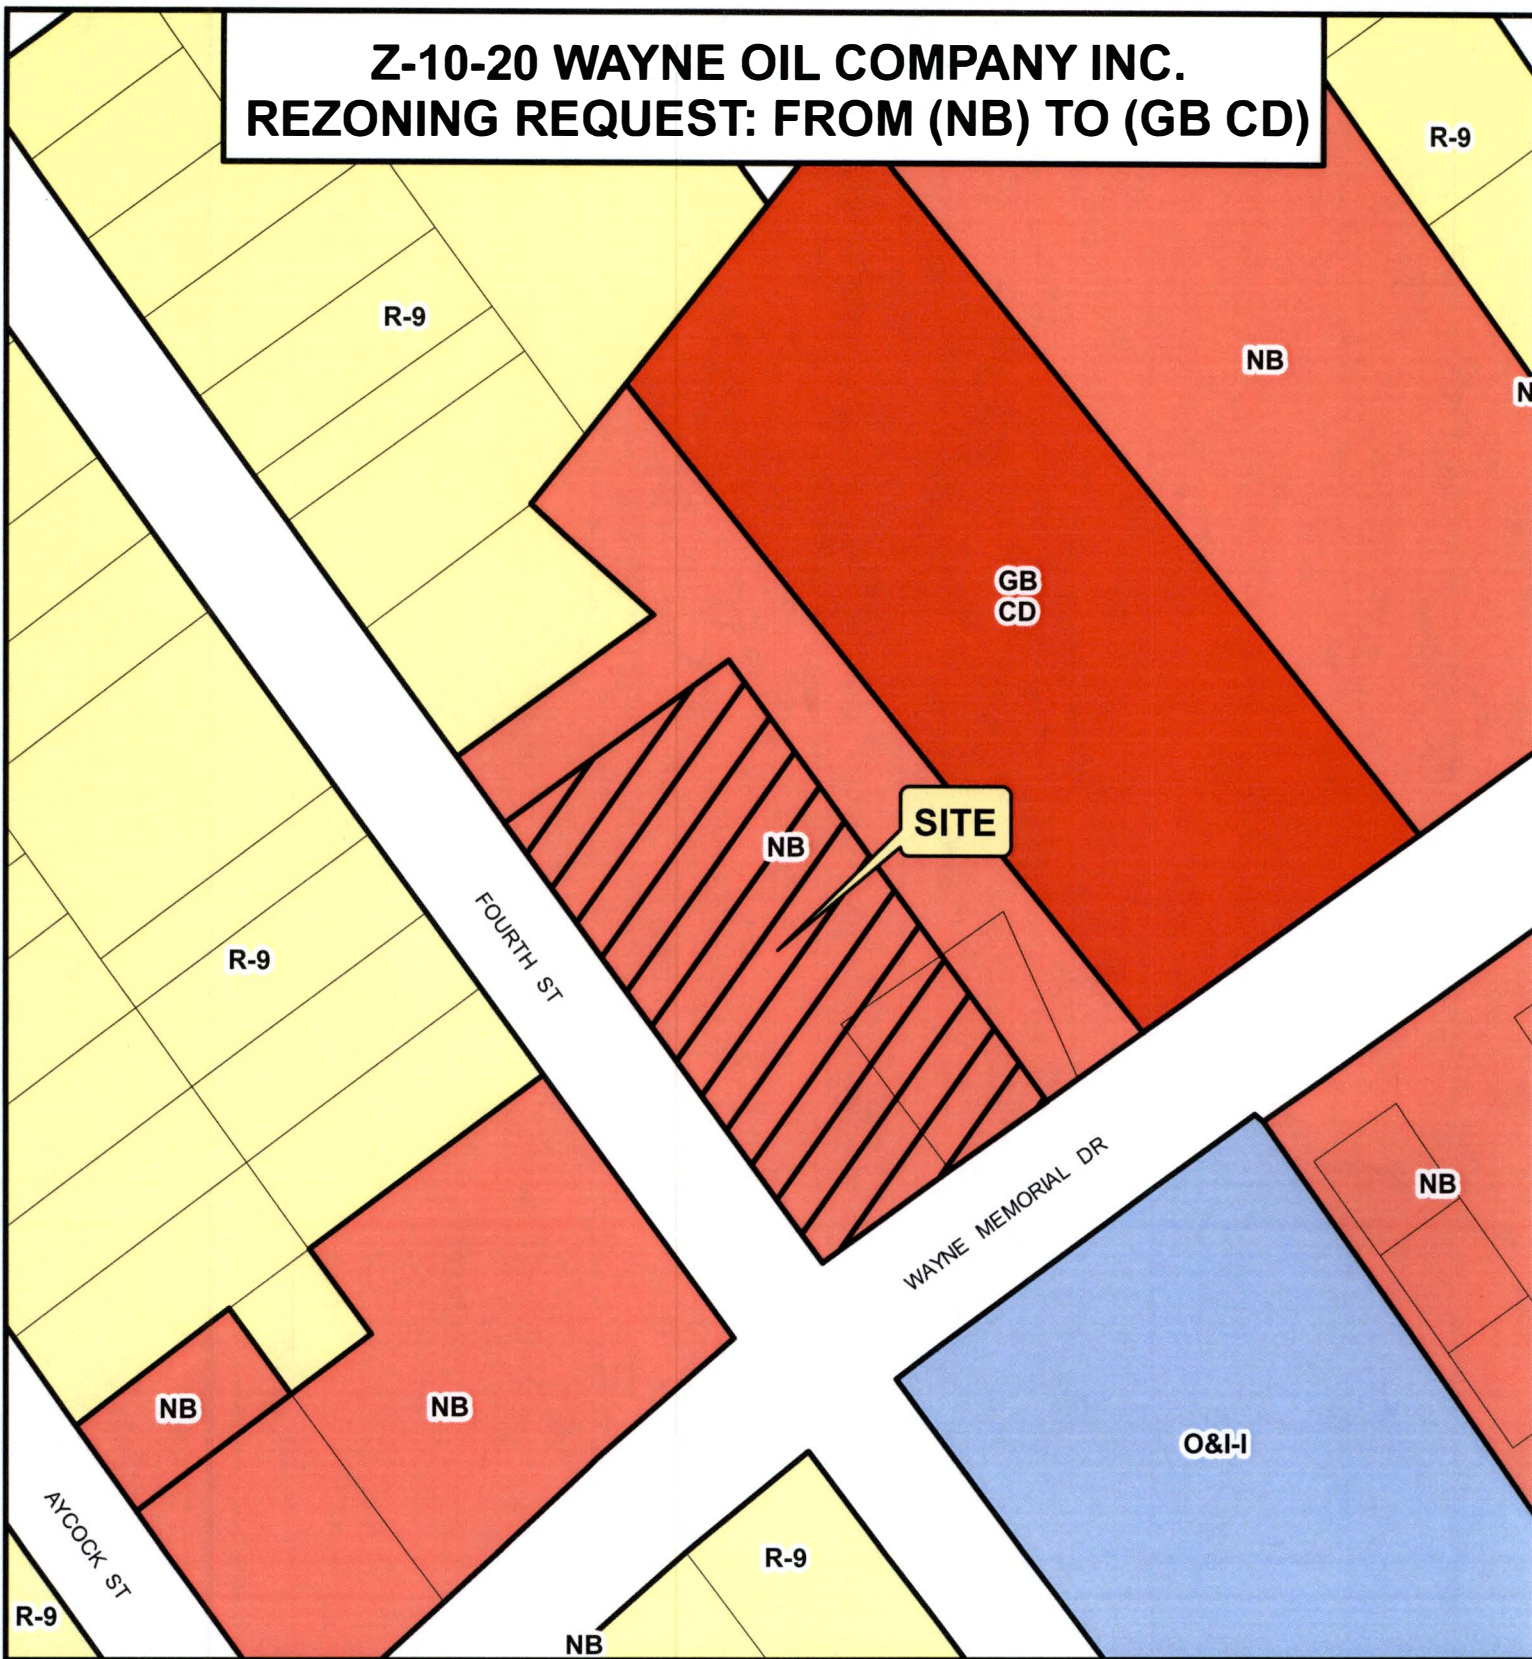 Z-10-20 WAYNE OIL COMPANY INC.
REZONING REQUEST: FROM (NB) TO (GB CD)
R-9
R-9
NB
N
GB
CD
SITE
NB
FOURTH ST
R-9
WAYNE MEMORIAL DR
NB
NB
NB
O&I-I
AYCOCK ST
R-9
R-9
NB